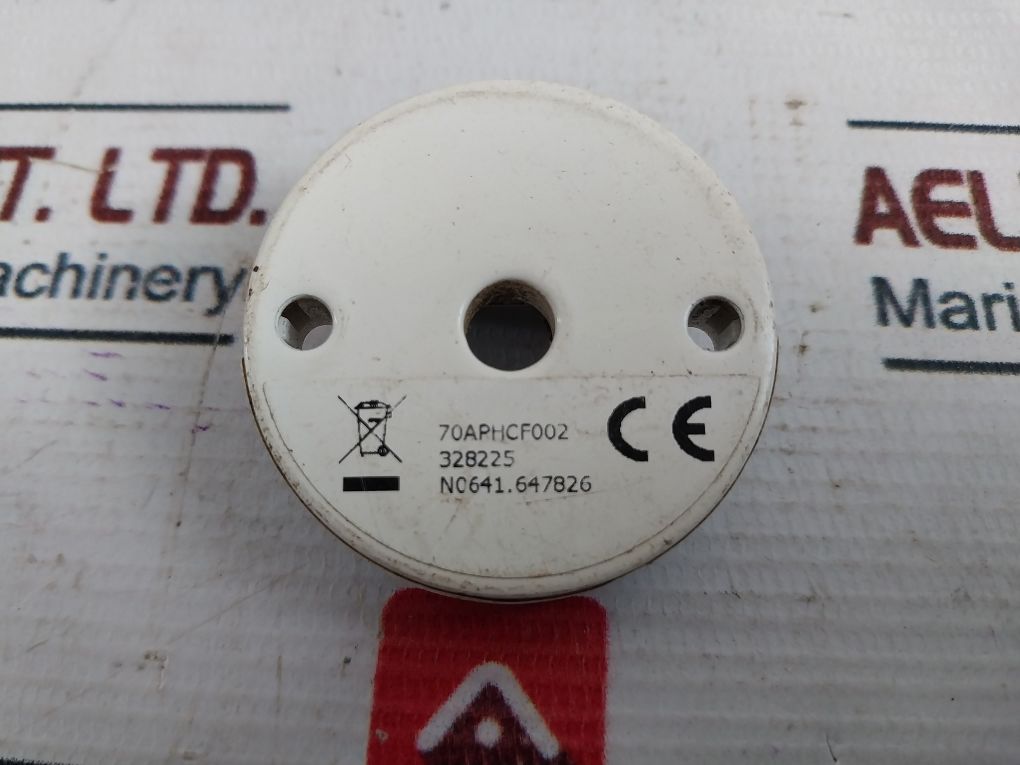 T. LTD.
achinery
AEL
Mari
70APHCF002
328225
N0641.647826
CE